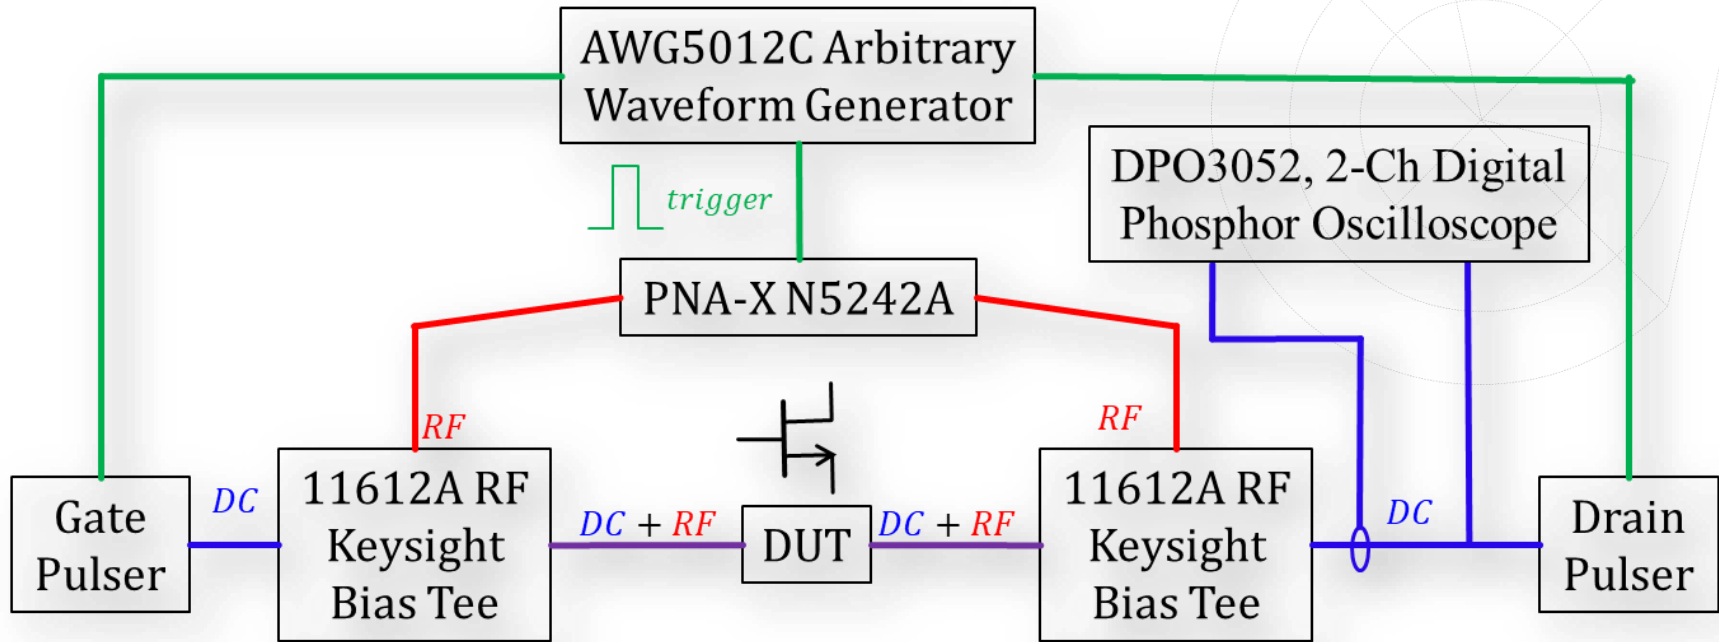 AWG5012C Arbitrary
Waveform Generator
DPO3052, 2-Ch Digital
Phosphor Oscilloscope
trigger
PNA-X N5242A
RF
RF
Gate
Pulser
DC
11612A RF
Keysight
Bias Tee
DC + RF
DUT
DC + RF
11612A RF
Keysight
Bias Tee
DC
Drain
Pulser